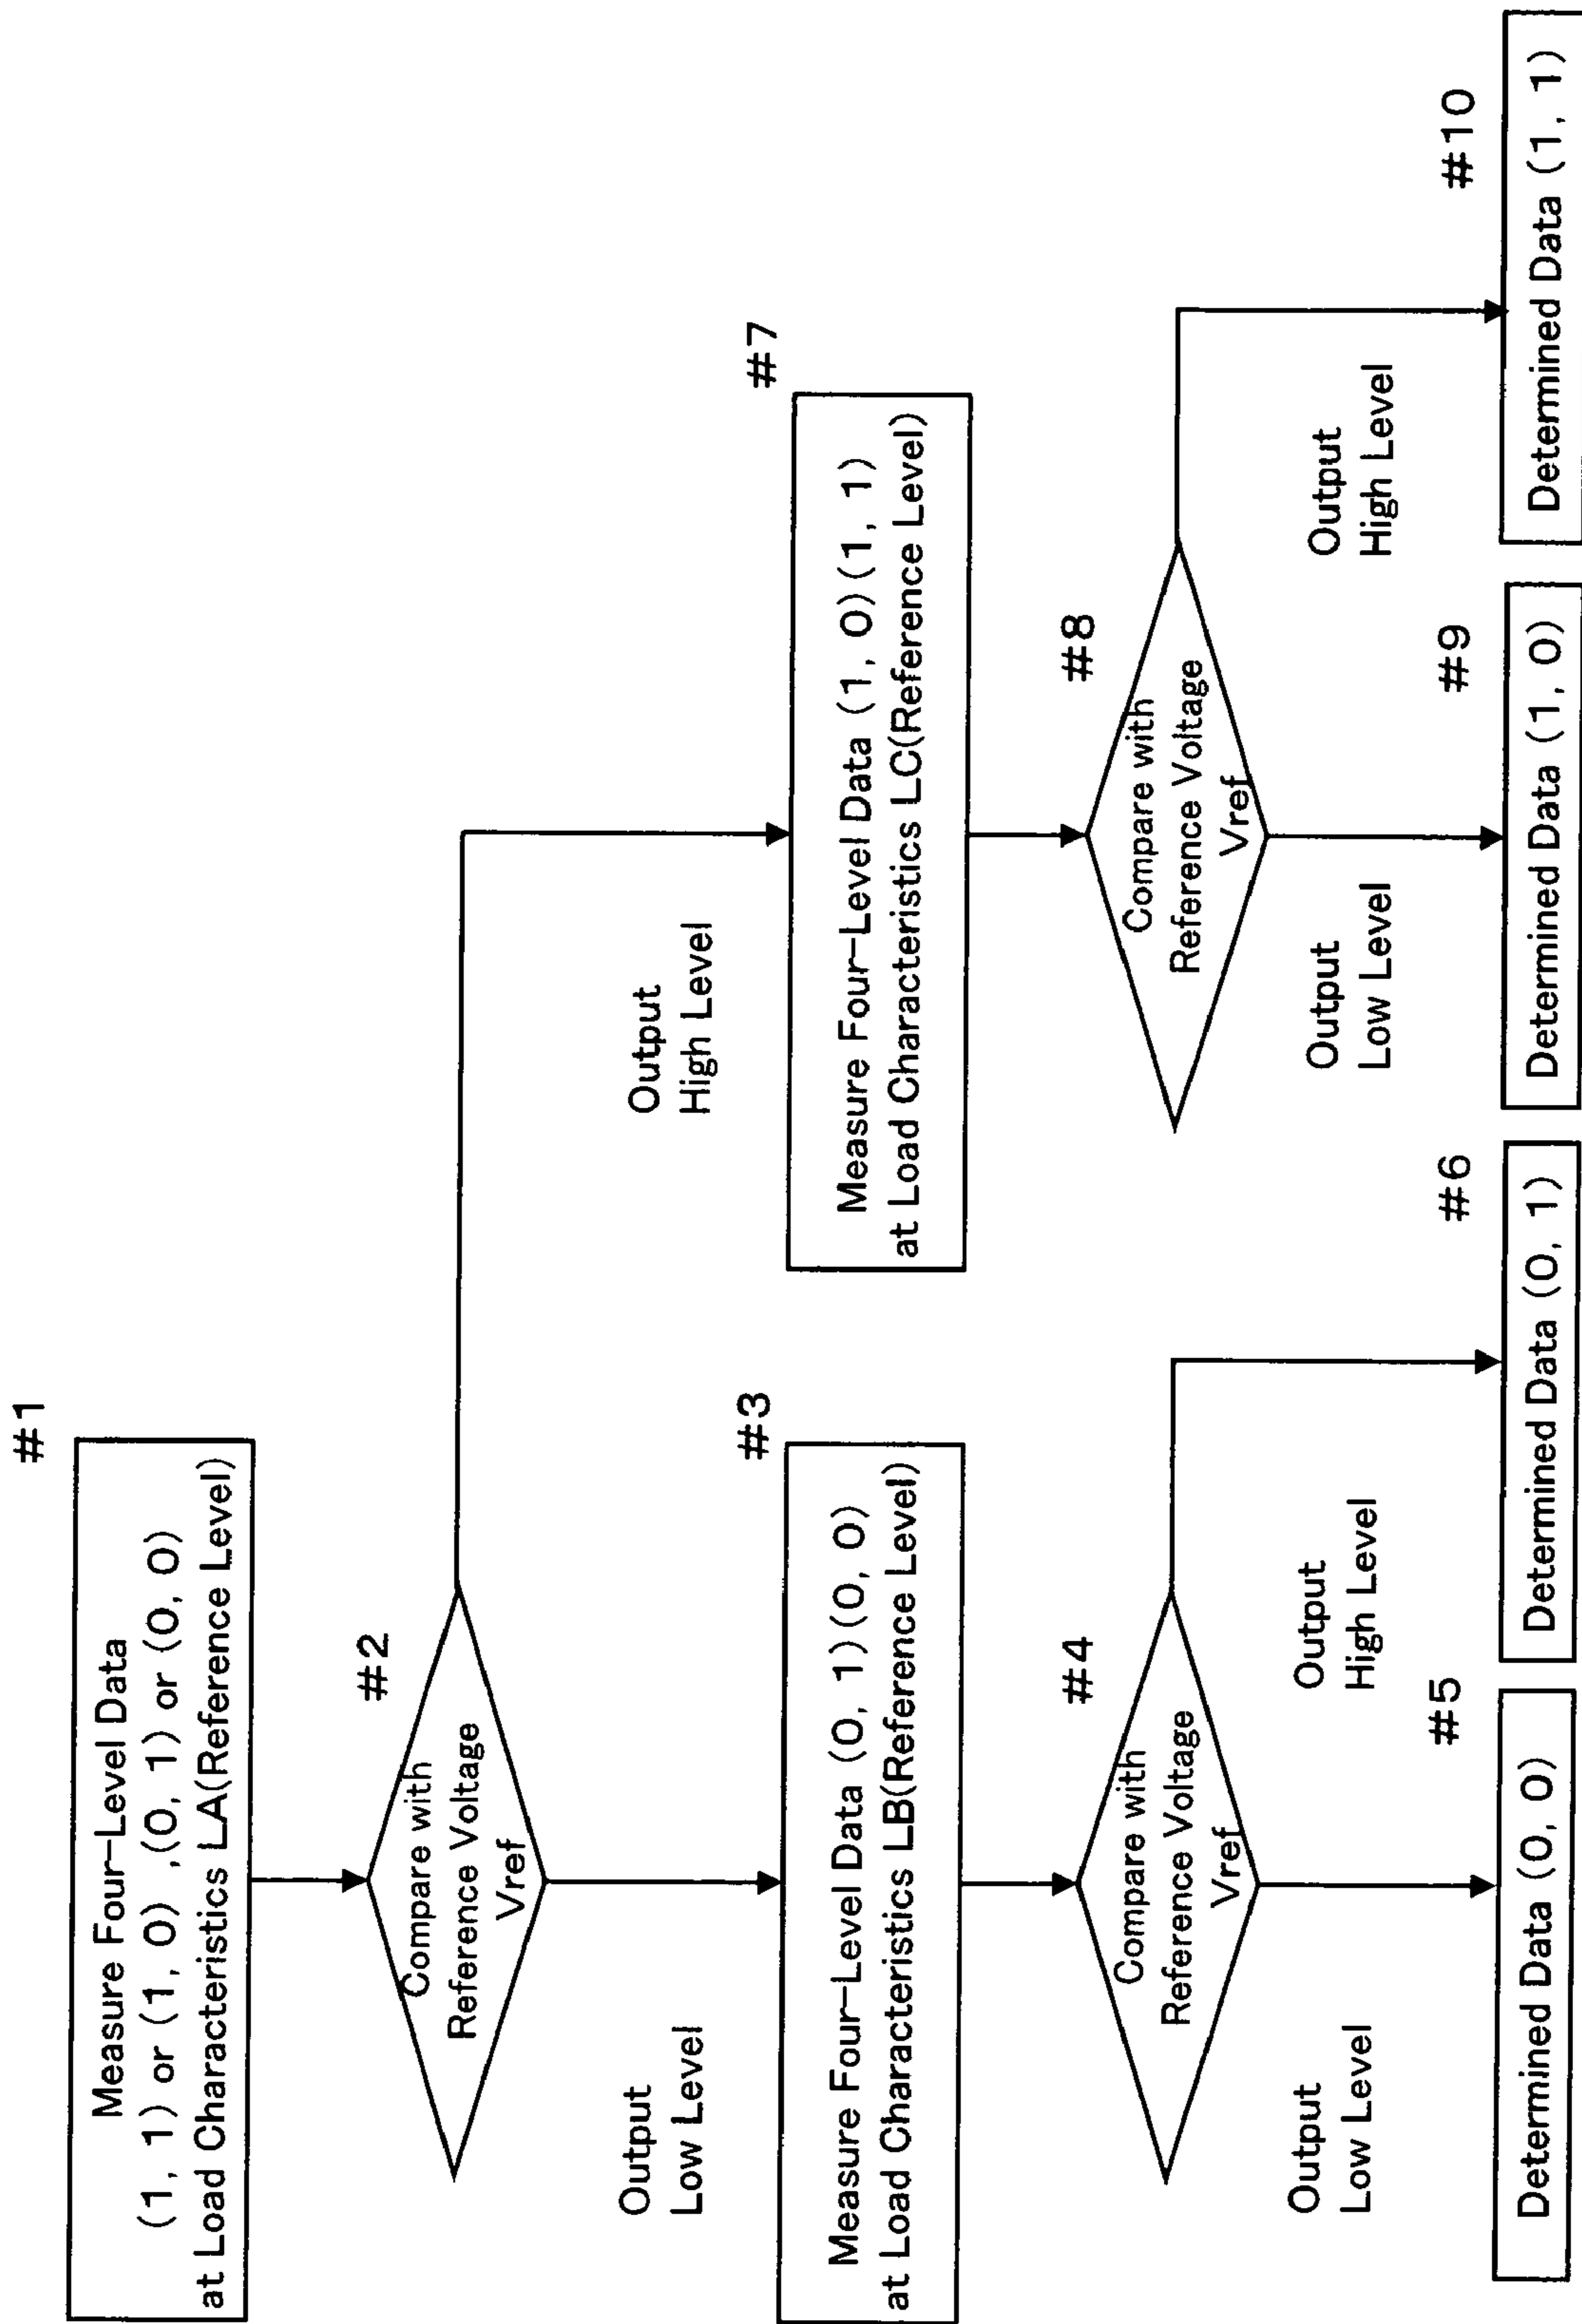 #1
Measure Four-Level Data
(1, 1) or (1, 0) ,(0, 1) or (0, 0)
at Load Characteristics LA(Reference Level)
#2
Compare with
Reference Voltage
Vref
Output
Low Level
Output
High Level
#3
Measure Four-Level Data (0, 1)(0, 0)
at Load Characteristics LB(Reference Level)
#7
Measure Four-Level Data (1, 0)(1, 1)
at Load Characteristics LC(Reference Level)
#4
Compare with
Reference Voltage
Vref
#8
Compare with
Reference Voltage
Vref
Output
Low Level
Output
High Level
Output
Low Level
Output
High Level
#5
Determined Data (0, 0)
#6
Determined Data (0, 1)
#9
Determined Data (1, 0)
#10
Determined Data (1, 1)